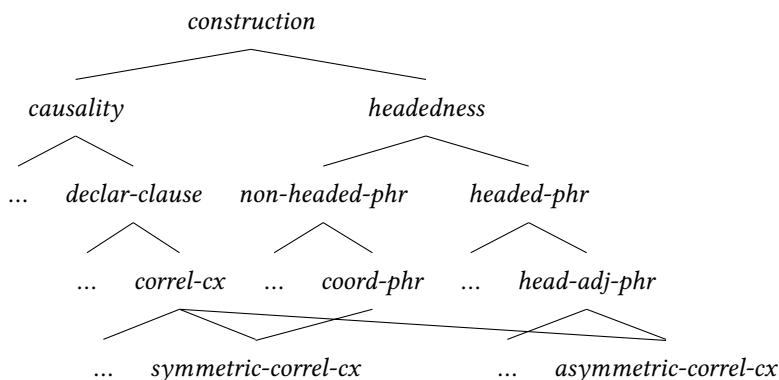 construction
causality headedness
... declar-clause non-headed-phr headed-phr
... correl-cx ... coord-phr ... head-adj-phr
... symmetric-correl-cx ... asymmetric-correl-cx